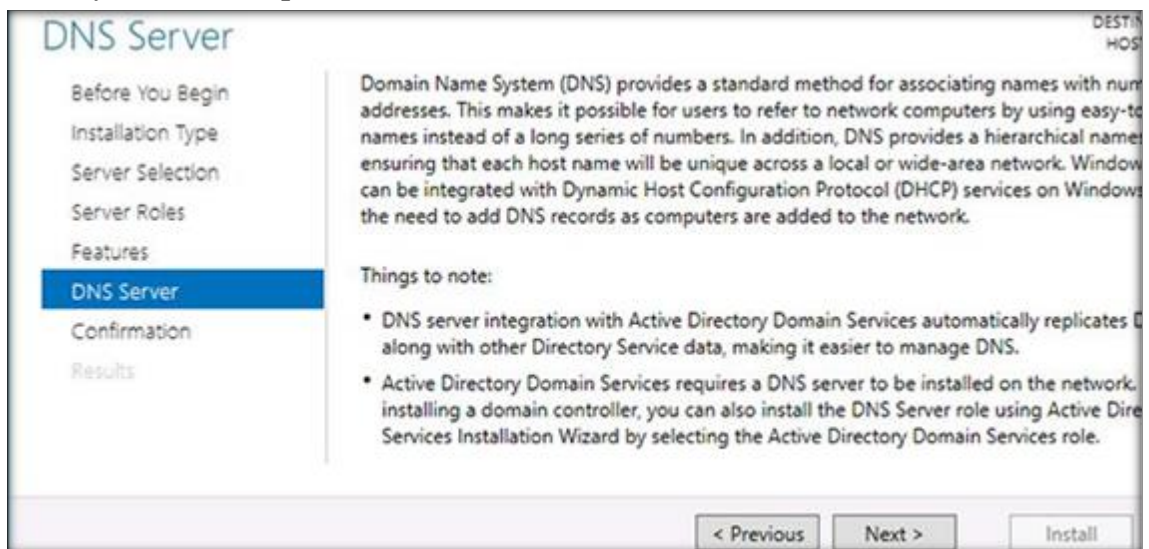 DNS Server
DESTIN
HOS
Before You Begin
Installation Type
Server Selection
Server Roles
Features
DNS Server
Confirmation
Results
Domain Name System (DNS) provides a standard method for associating names with num
addresses. This makes it possible for users to refer to network computers by using easy-to
names instead of a long series of numbers. In addition, DNS provides a hierarchical name
ensuring that each host name will be unique across a local or wide-area network. Window
can be integrated with Dynamic Host Configuration Protocol (DHCP) services on Windows
the need to add DNS records as computers are added to the network.
Things to note:
• DNS server integration with Active Directory Domain Services automatically replicates D
along with other Directory Service data, making it easier to manage DNS.
• Active Directory Domain Services requires a DNS server to be installed on the network.
installing a domain controller, you can also install the DNS Server role using Active Dire
Services Installation Wizard by selecting the Active Directory Domain Services role.
< Previous Next > Install